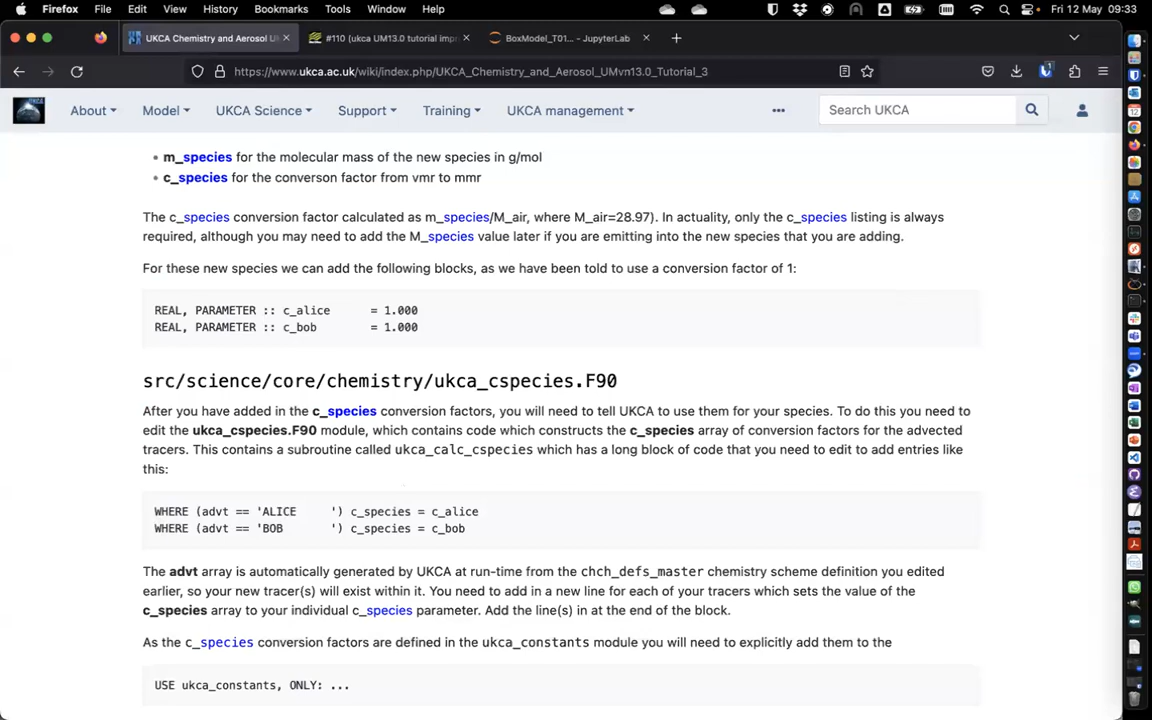 Firefox File Edit View History Bookmarks Tools Window Help Fri 12 May 09:33
UKCA Chemistry and Aerosol U
#110 (ukca UM13.0 tutorial impr
BoxModel_T01... - JupyterLab
https://www.ukca.ac.uk/wiki/index.php/UKCA_Chemistry_and_Aerosol_UMvn13.0_Tutorial_3
About Model UKCA Science Support Training UKCA management Search UKCA
• m_species for the molecular mass of the new species in g/mol
• c_species for the converson factor from vmr to mmr
The c_species conversion factor calculated as m_species/M_air, where M_air=28.97). In actuality, only the c_species listing is always
required, although you may need to add the M_species value later if you are emitting into the new species that you are adding.
For these new species we can add the following blocks, as we have been told to use a conversion factor of 1:
REAL, PARAMETER :: c_alice = 1.000
REAL, PARAMETER :: c_bob = 1.000
src/science/core/chemistry/ukca_cspecies.F90
After you have added in the c_species conversion factors, you will need to tell UKCA to use them for your species. To do this you need to
edit the ukca_cspecies.F90 module, which contains code which constructs the c_species array of conversion factors for the advected
tracers. This contains a subroutine called ukca_calc_cspecies which has a long block of code that you need to edit to add entries like
this:
WHERE (advt == 'ALICE     ') c_species = c_alice
WHERE (advt == 'BOB       ') c_species = c_bob
The advt array is automatically generated by UKCA at run-time from the chch_defs_master chemistry scheme definition you edited
earlier, so your new tracer(s) will exist within it. You need to add in a new line for each of your tracers which sets the value of the
c_species array to your individual c_species parameter. Add the line(s) in at the end of the block.
As the c_species conversion factors are defined in the ukca_constants module you will need to explicitly add them to the
USE ukca_constants, ONLY: ...